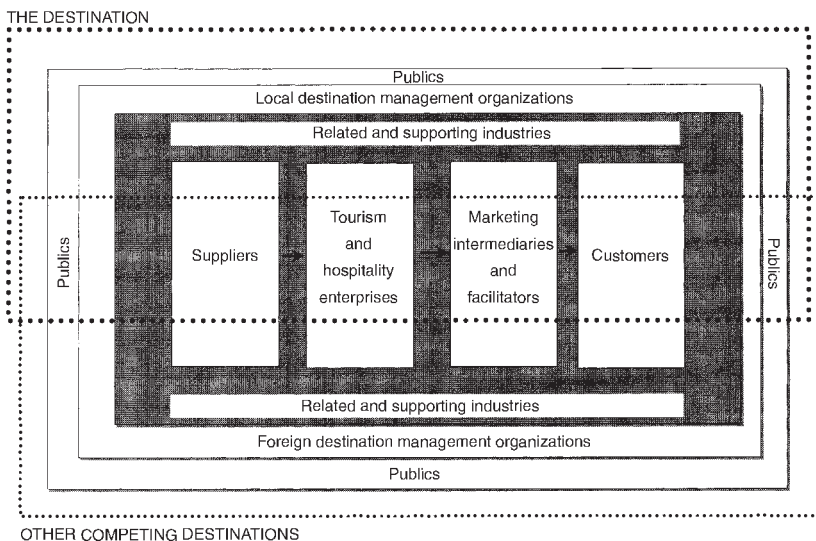 THE DESTINATION
Publics
Local destination management organizations
Related and supporting industries
Publics
Suppliers
Tourism
and
hospitality
enterprises
Marketing
intermediaries
and
facilitators
Customers
Publics
Related and supporting industries
Foreign destination management organizations
Publics
OTHER COMPETING DESTINATIONS